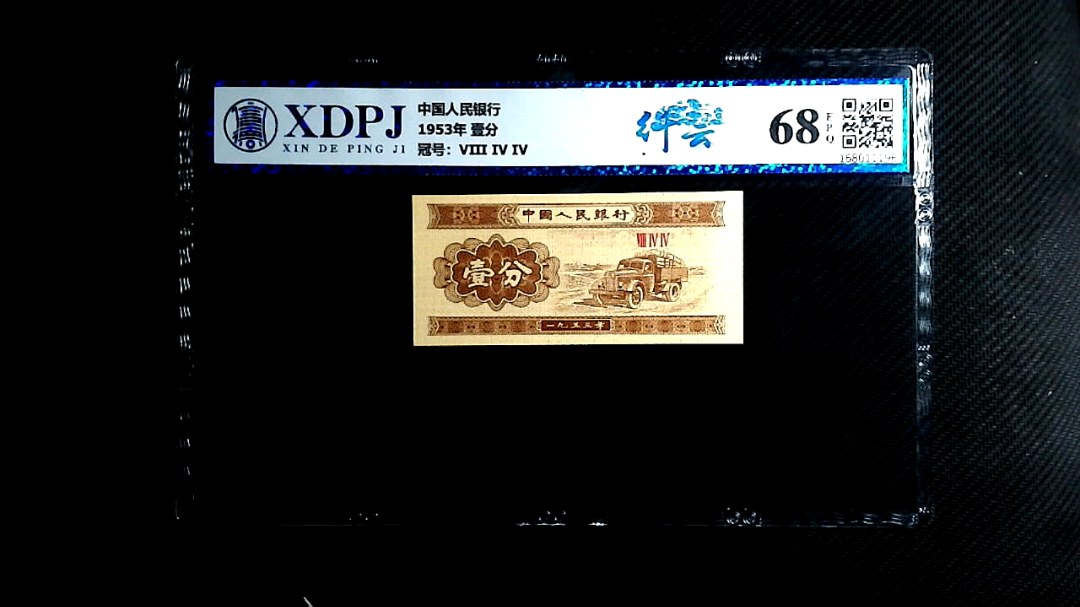 XDPJ
XIN DE PING JI
中国人民银行
1953年 壹分
冠号：VIII IV IV
绊云
68
EPQ
中國人民銀行
VIII IV IV
壹分
一九五三年